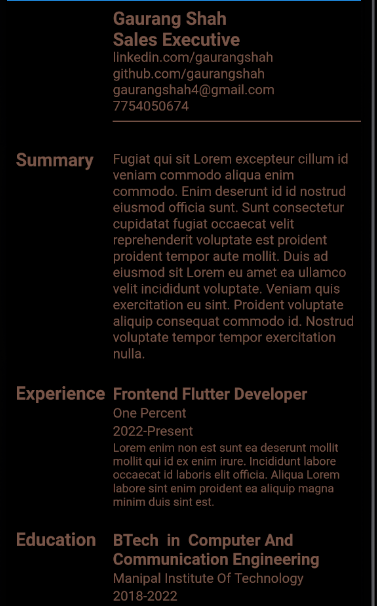 Gaurang Shah
Sales Executive
linkedin.com/gaurangshah
github.com/gaurangshah
gaurangshah4@gmail.com
7754050674
Summary
Fugiat qui sit Lorem excepteur cillum id
veniam commodo aliqua enim
commodo. Enim deserunt id id nostrud
eiusmod officia sunt. Sunt consectetur
cupidatat fugiat occaecat velit
reprehenderit voluptate est proident
proident tempor aute mollit. Duis ad
eiusmod sit Lorem eu amet ea ullamco
velit incididunt voluptate. Veniam quis
exercitation eu sint. Proident voluptate
aliquip consequat commodo id. Nostrud
voluptate tempor tempor exercitation
nulla.
Experience
Frontend Flutter Developer
One Percent
2022-Present
Lorem enim non est sunt ea deserunt mollit
mollit qui id ex enim irure. Incididunt labore
occaecat id laboris elit officia. Aliqua Lorem
labore sint enim proident ea aliquip magna
minim duis sint est.
Education
BTech in Computer And
Communication Engineering
Manipal Institute Of Technology
2018-2022